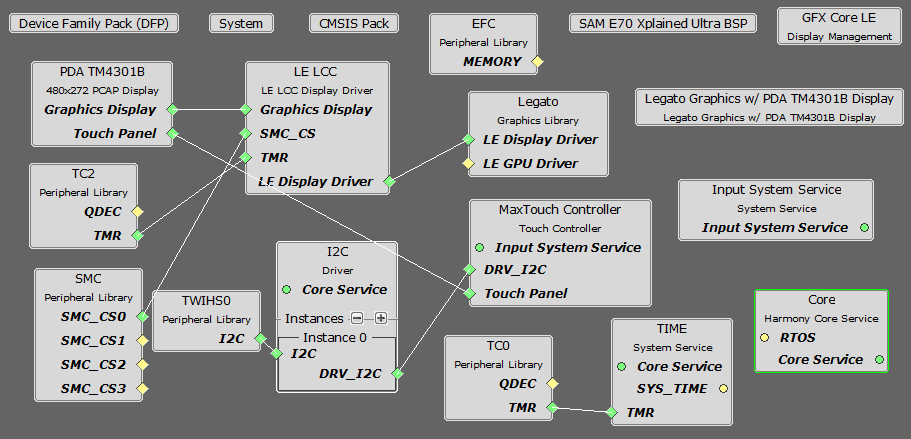 Device Family Pack (DFP)
System
CMSIS Pack
EFC
Peripheral Library
MEMORY
SAM E70 Xplained Ultra BSP
GFX Core LE
Display Management
PDA TM4301B
480x272 PCAP Display
Graphics Display
Touch Panel
LE LCC
LE LCC Display Driver
Graphics Display
SMC_CS
TMR
LE Display Driver
Legato
Graphics Library
LE Display Driver
LE GPU Driver
Legato Graphics w/ PDA TM4301B Display
Legato Graphics w/ PDA TM4301B Display
TC2
Peripheral Library
QDEC
TMR
MaxTouch Controller
Touch Controller
Input System Service
DRV_I2C
Touch Panel
Input System Service
System Service
Input System Service
SMC
Peripheral Library
SMC_CS0
SMC_CS1
SMC_CS2
SMC_CS3
TWIHS0
Peripheral Library
I2C
I2C
Driver
Core Service
Instances
Instance 0
I2C
DRV_I2C
TC0
Peripheral Library
QDEC
TMR
TIME
System Service
Core Service
SYS_TIME
TMR
Core
Harmony Core Service
RTOS
Core Service